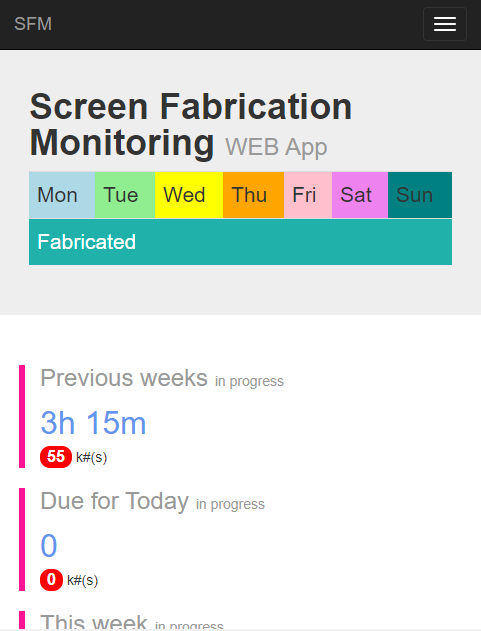 SFM
Screen Fabrication
Monitoring WEB App
Mon Tue Wed Thu Fri Sat Sun
Fabricated
Previous weeks in progress
3h 15m
55 k#(s)
Due for Today in progress
0
0 k#(s)
This week in progress